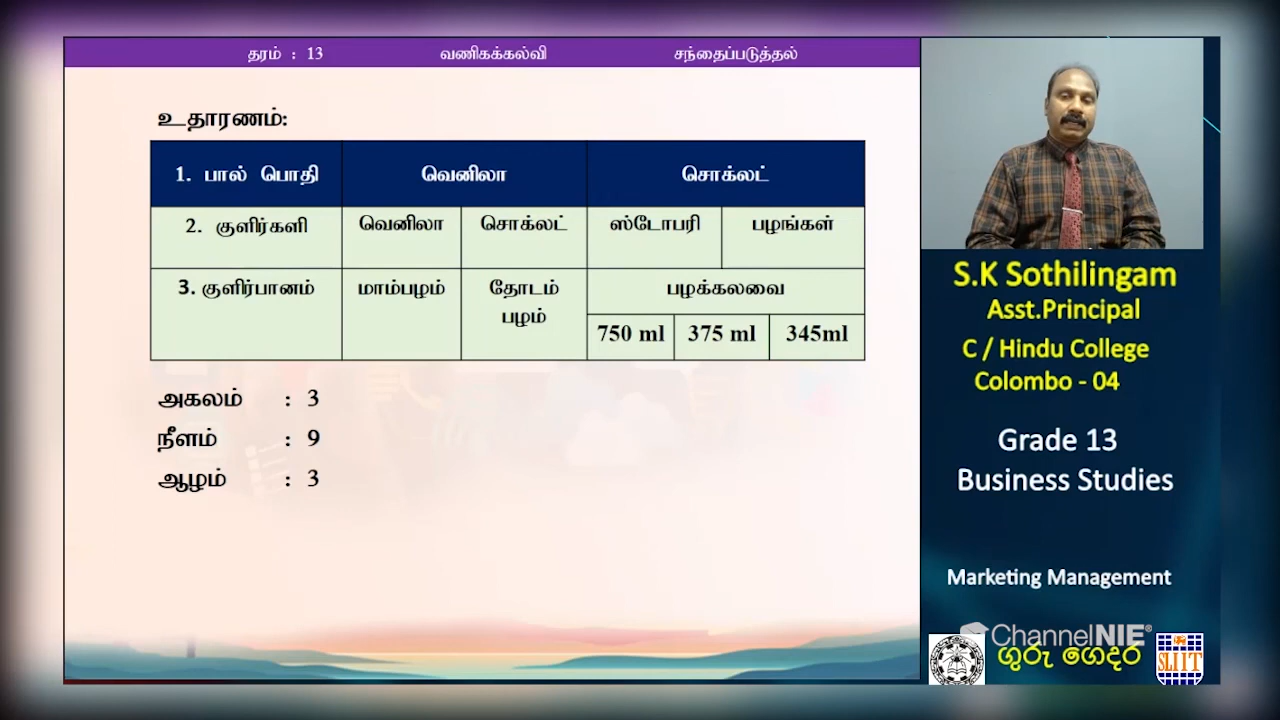 தரம் : 13 வணிகக்கல்வி சந்தைப்படுத்தல்
உதாரணம்:
1. பால் பொதி வெனிலா சொக்லட்
2. குளிர்களி வெனிலா சொக்லட் ஸ்டோபரி பழங்கள்
3. குளிர்பானம் மாம்பழம் தோடம் பழக்கலவை
பழம்
750 ml 375 ml 345ml
அகலம் : 3
நீளம் : 9
ஆழம் : 3
S.K Sothilingam
Asst.Principal
C / Hindu College
Colombo - 04
Grade 13
Business Studies
Marketing Management
ChannelNIE®
ගුරු ගෙදර
SLIIT